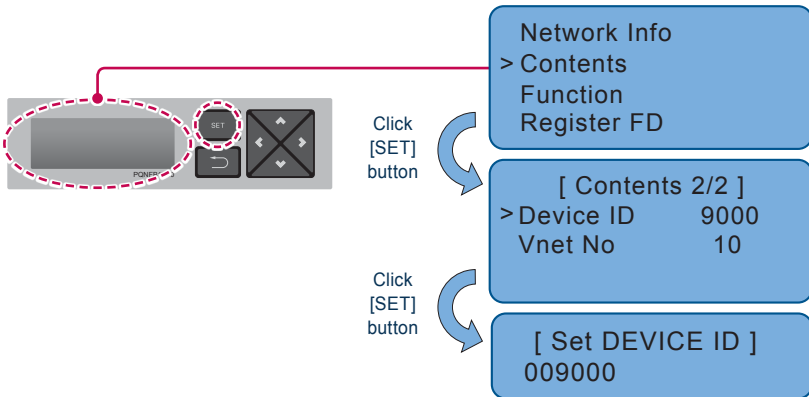 Network Info
> Contents
Function
Register FD
SET
Click
[SET]
button
[ Contents 2/2 ]
>Device ID 9000
Vnet No 10
Click
[SET]
button
[ Set DEVICE ID ]
009000